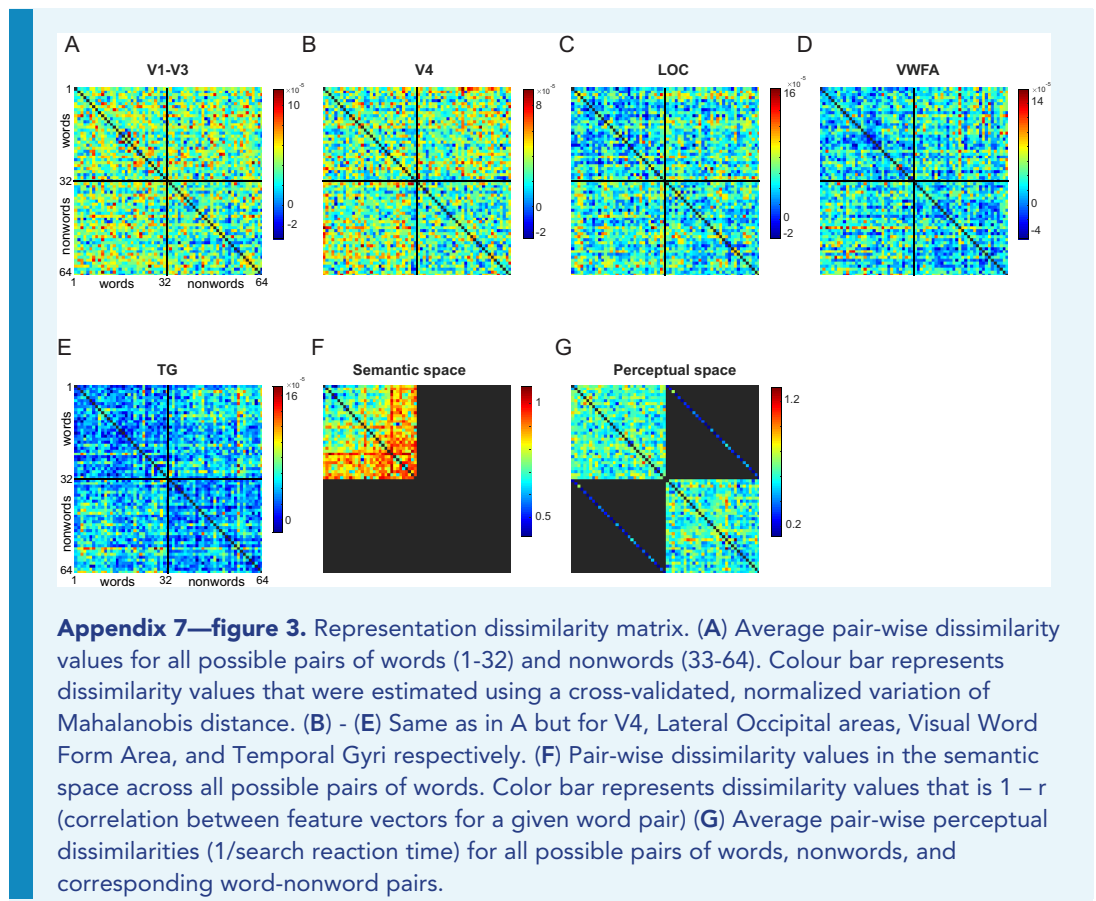 A B C D
V1-V3 V4 LOC VWFA
×10⁻⁵ ×10⁻⁵ ×10⁻⁵ ×10⁻⁵
1 10 8 16 14
words
32
nonwords 0 0 0 0
-2 -2 -2 -4
64
1 words 32 nonwords 64
E F G
TG Semantic space Perceptual space
×10⁻⁵
1 16 1 1.2
words
32
nonwords 0 0.5 0.2
64
1 words 32 nonwords 64
Appendix 7—figure 3. Representation dissimilarity matrix. (A) Average pair-wise dissimilarity
values for all possible pairs of words (1-32) and nonwords (33-64). Colour bar represents
dissimilarity values that were estimated using a cross-validated, normalized variation of
Mahalanobis distance. (B) - (E) Same as in A but for V4, Lateral Occipital areas, Visual Word
Form Area, and Temporal Gyri respectively. (F) Pair-wise dissimilarity values in the semantic
space across all possible pairs of words. Color bar represents dissimilarity values that is 1 – r
(correlation between feature vectors for a given word pair) (G) Average pair-wise perceptual
dissimilarities (1/search reaction time) for all possible pairs of words, nonwords, and
corresponding word-nonword pairs.